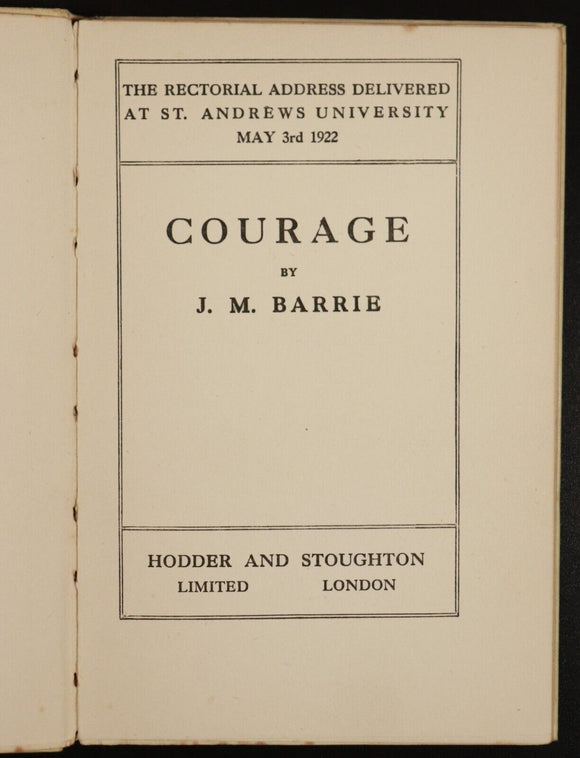 THE RECTORIAL ADDRESS DELIVERED
AT ST. ANDREWS UNIVERSITY
MAY 3rd 1922
COURAGE
BY
J. M. BARRIE
HODDER AND STOUGHTON
LIMITED LONDON